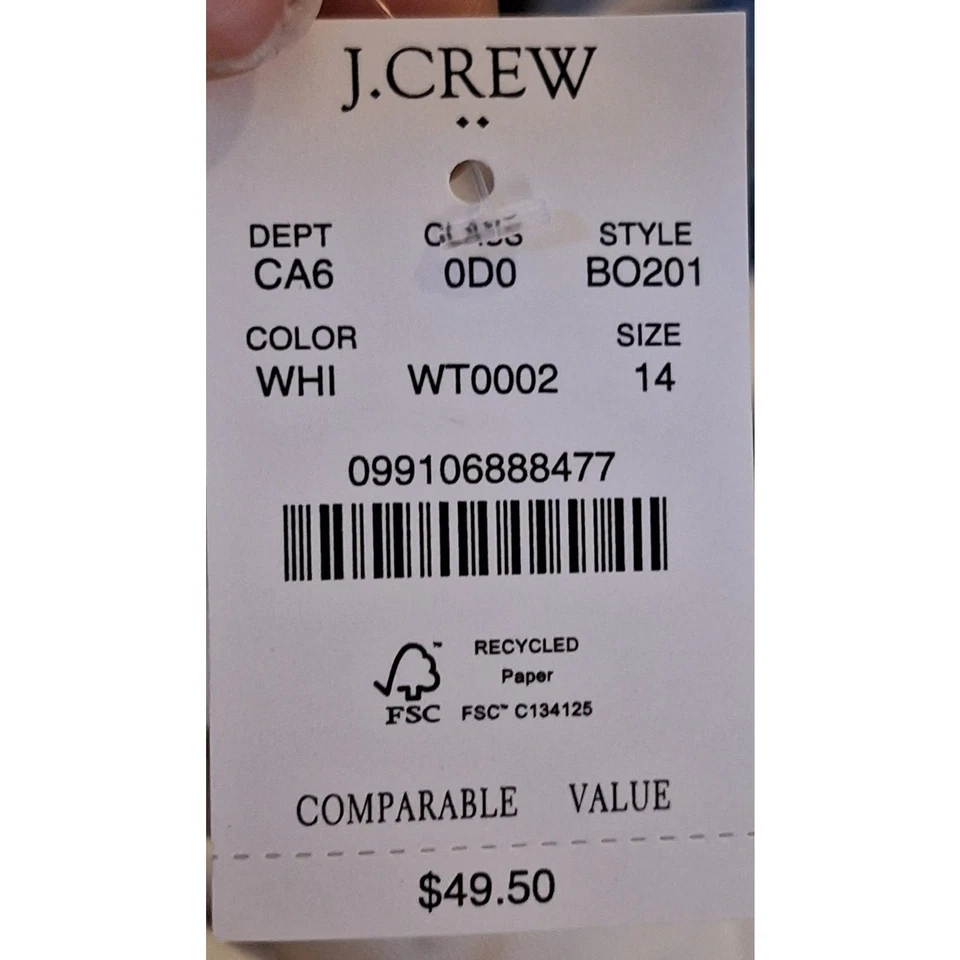 J.CREW
DEPT CLASS STYLE
CA6 0D0 BO201
COLOR SIZE
WHI WT0002 14
099106888477
RECYCLED
Paper
FSC FSC™ C134125
COMPARABLE VALUE
$49.50